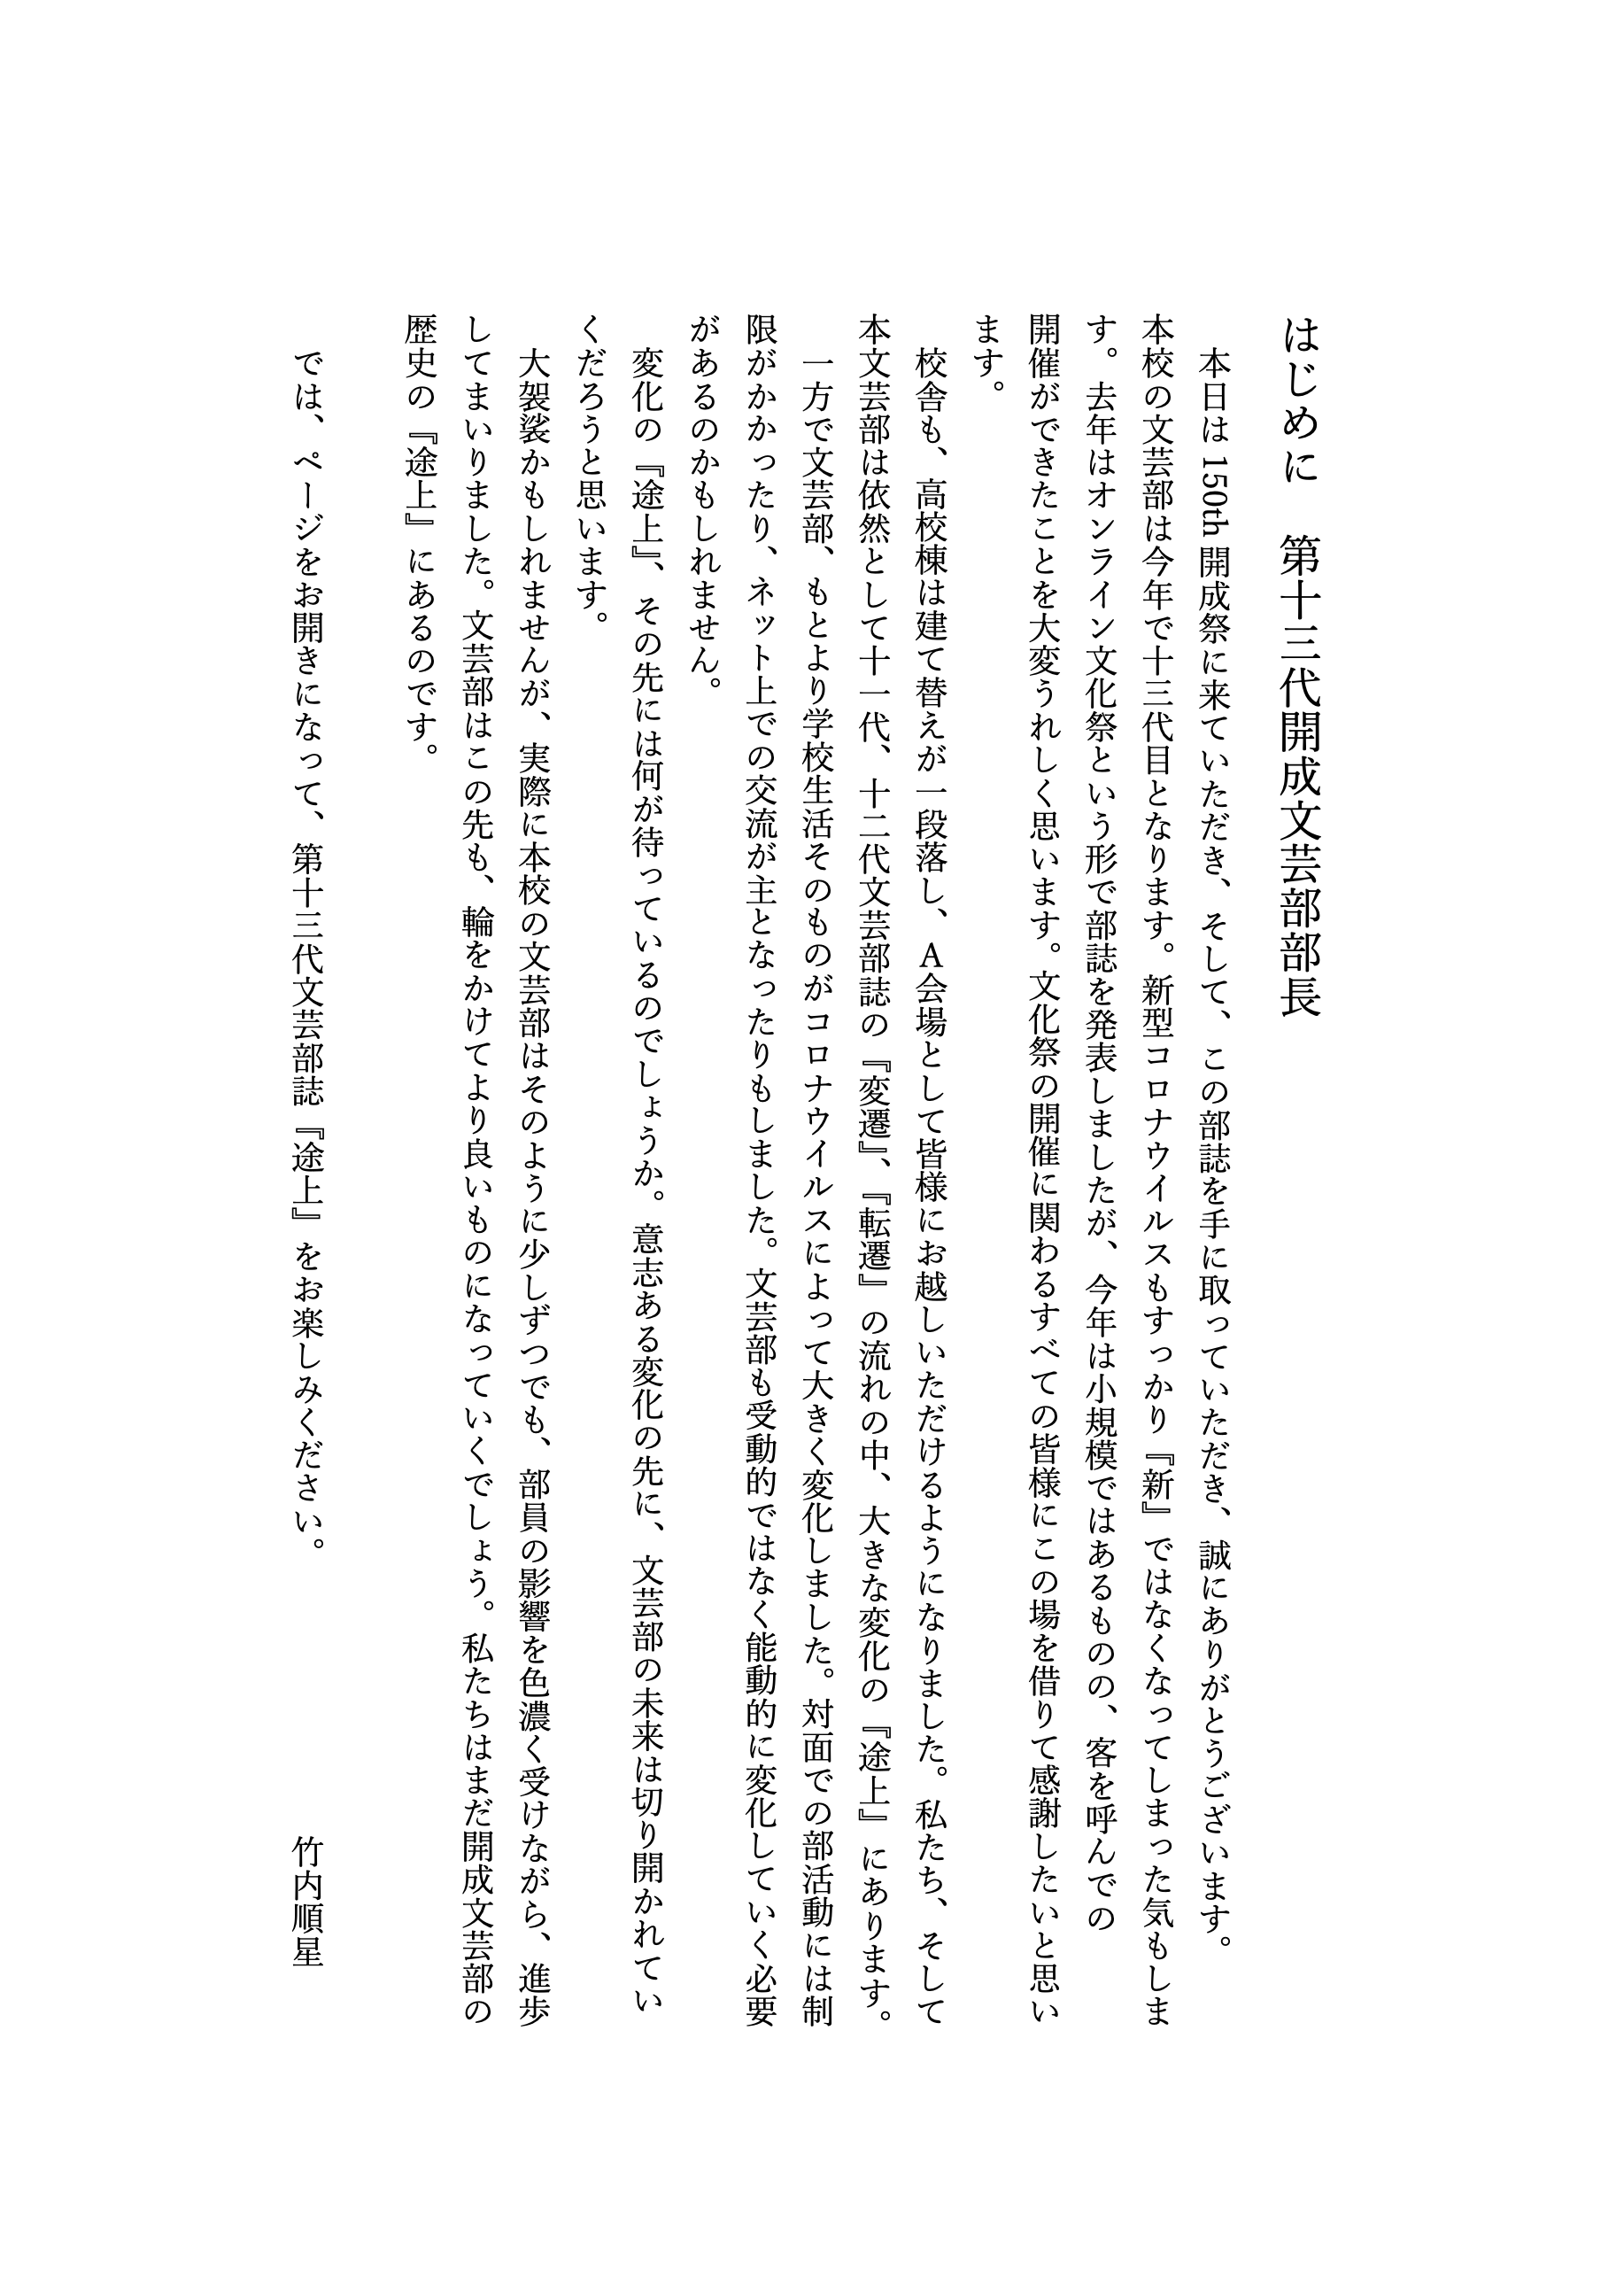 はじめに　第十三代開成文芸部部長
　本日は 150th 開成祭に来ていただき、そして、この部誌を手に取っていただき、誠にありがとうございます。
本校の文芸部は今年で十三代目となります。新型コロナウイルスもすっかり『新』ではなくなってしまった気もしま
す。去年はオンライン文化祭という形で部誌を発表しましたが、今年は小規模ではあるものの、客を呼んでの
開催ができたことを大変うれしく思います。文化祭の開催に関わるすべての皆様にこの場を借りて感謝したいと思い
ます。
　校舎も、高校棟は建て替えが一段落し、A会場として皆様にお越しいただけるようになりました。私たち、そして
本文芸部は依然として十一代、十二代文芸部誌の『変遷』、『転遷』の流れの中、大きな変化の『途上』にあります。
　一方で文芸部、もとより学校生活そのものがコロナウイルスによって大きく変化しました。対面での部活動には制
限がかかったり、ネット上での交流が主となったりもしました。文芸部も受動的ではなく能動的に変化していく必要
があるのかもしれません。
　変化の『途上』、その先には何が待っているのでしょうか。意志ある変化の先に、文芸部の未来は切り開かれてい
くだろうと思います。
　大袈裟かもしれませんが、実際に本校の文芸部はそのように少しずつでも、部員の影響を色濃く受けながら、進歩
してまいりました。文芸部はこの先も、輪をかけてより良いものになっていくでしょう。私たちはまだ開成文芸部の
歴史の『途上』にあるのです。
　では、ページをお開きになって、第十三代文芸部誌『途上』をお楽しみください。
竹内順星